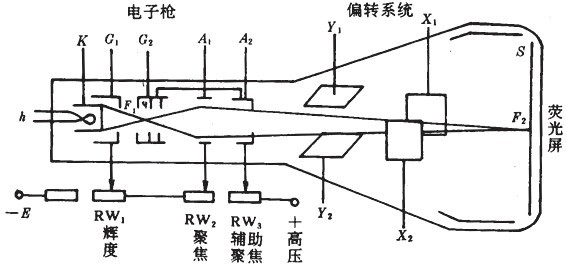 电子枪
偏转系统
K G₁ G₂ A₁ A₂ Y₁ X₁
S
h F₁ F₂
荧光屏
Y₂ X₂
－E RW₁ RW₂ RW₃ ＋
辉度 聚焦 辅助聚焦 高压